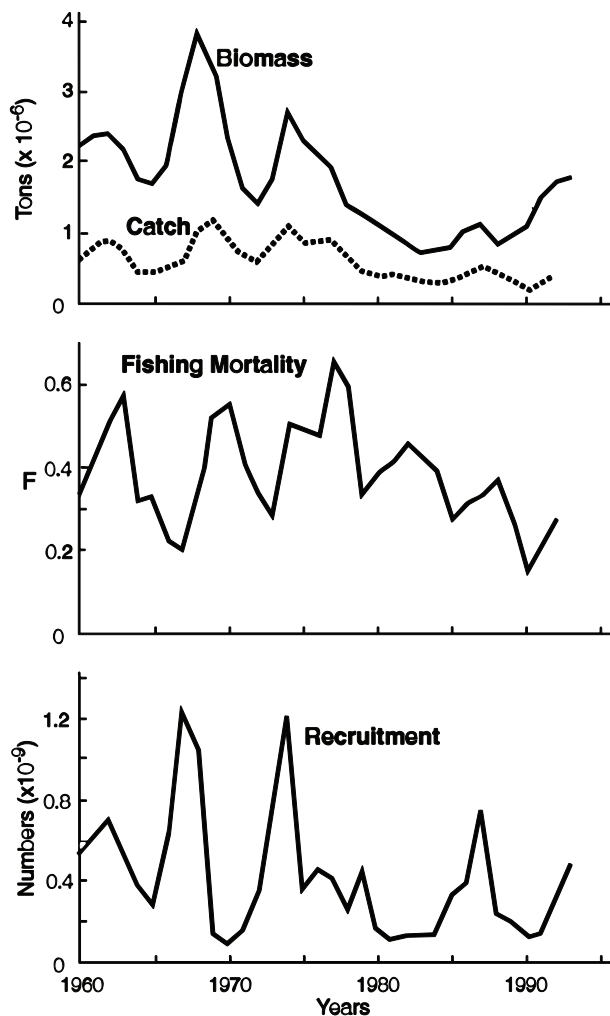 4
Biomass
3
Tons (x 10-6)
2
Catch
1
0
Fishing Mortality
0.6
0.4
F
0.2
0
1.2
Recruitment
0.8
Numbers (x10-9)
0.4
0
1960 1970 1980 1990
Years